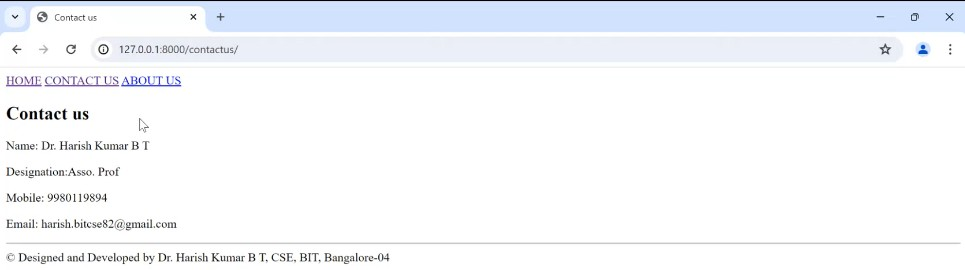 Contact us
127.0.0.1:8000/contactus/
HOME CONTACT US ABOUT US
Contact us
Name: Dr. Harish Kumar B T
Designation:Asso. Prof
Mobile: 9980119894
Email: harish.bitcse82@gmail.com
© Designed and Developed by Dr. Harish Kumar B T, CSE, BIT, Bangalore-04